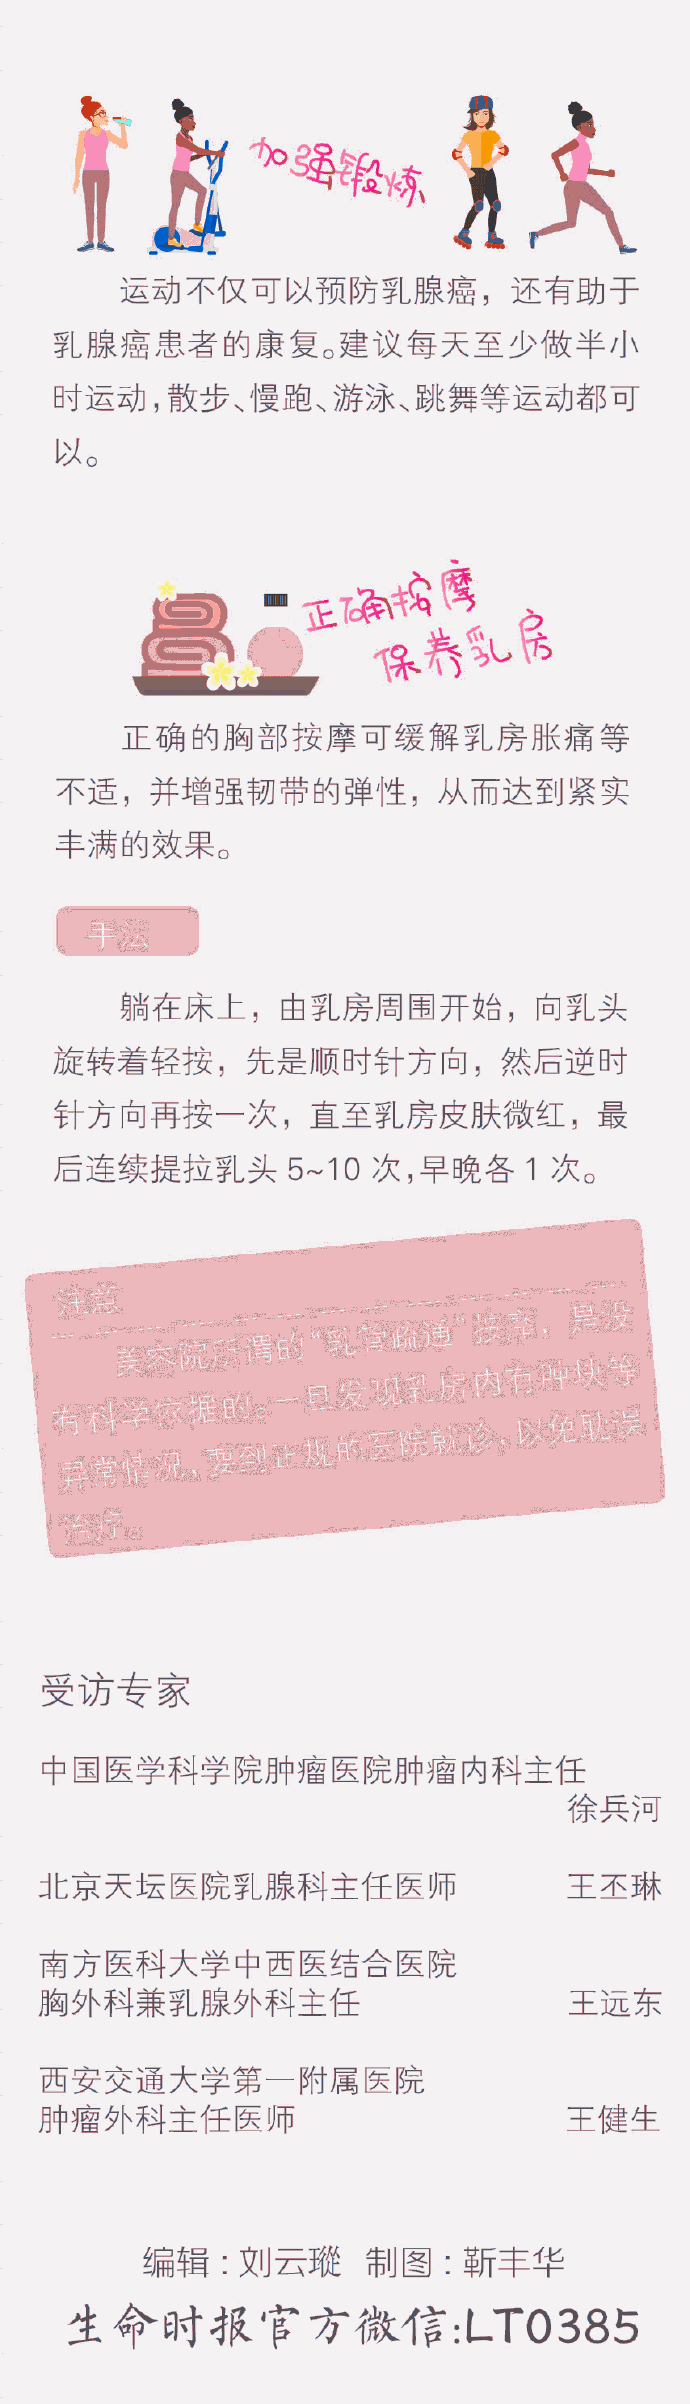 加强锻炼
运动不仅可以预防乳腺癌，还有助于
乳腺癌患者的康复。建议每天至少做半小
时运动，散步、慢跑、游泳、跳舞等运动都可
以。
正确按摩
保养乳房
正确的胸部按摩可缓解乳房胀痛等
不适，并增强韧带的弹性，从而达到紧实
丰满的效果。
手法
躺在床上，由乳房周围开始，向乳头
旋转着轻按，先是顺时针方向，然后逆时
针方向再按一次，直至乳房皮肤微红，最
后连续提拉乳头 5~10 次，早晚各 1 次。
注意
美容院所谓的“乳腺疏通”按摩，是没
有科学依据的。一旦发现乳房内有肿块等
异常情况，要到正规的医院就诊，以免耽误
治疗。
受访专家
中国医学科学院肿瘤医院肿瘤内科主任
徐兵河
北京天坛医院乳腺科主任医师 王丕琳
南方医科大学中西医结合医院
胸外科兼乳腺外科主任 王远东
西安交通大学第一附属医院
肿瘤外科主任医师 王健生
编辑：刘云瑽 制图：靳丰华
生命时报官方微信:LT0385